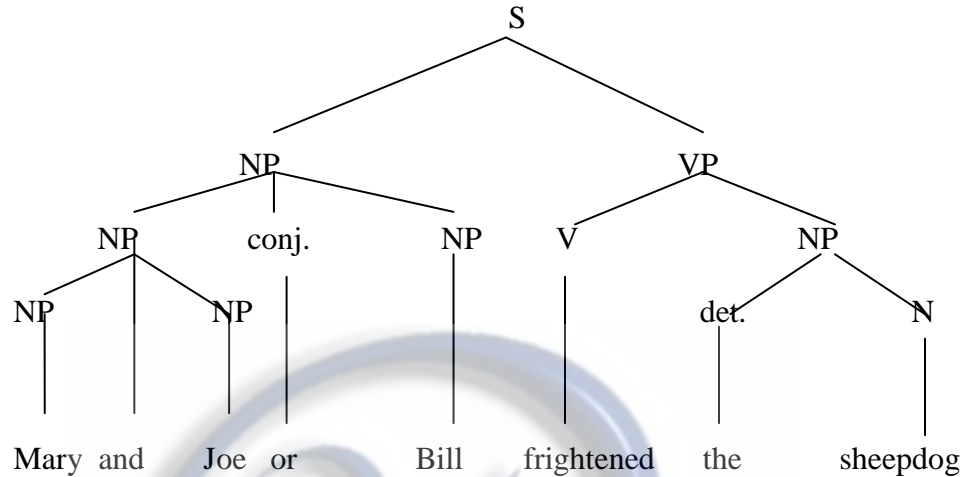 S
NP VP
NP conj. NP V NP
NP NP det. N
Mary and Joe or Bill frightened the sheepdog